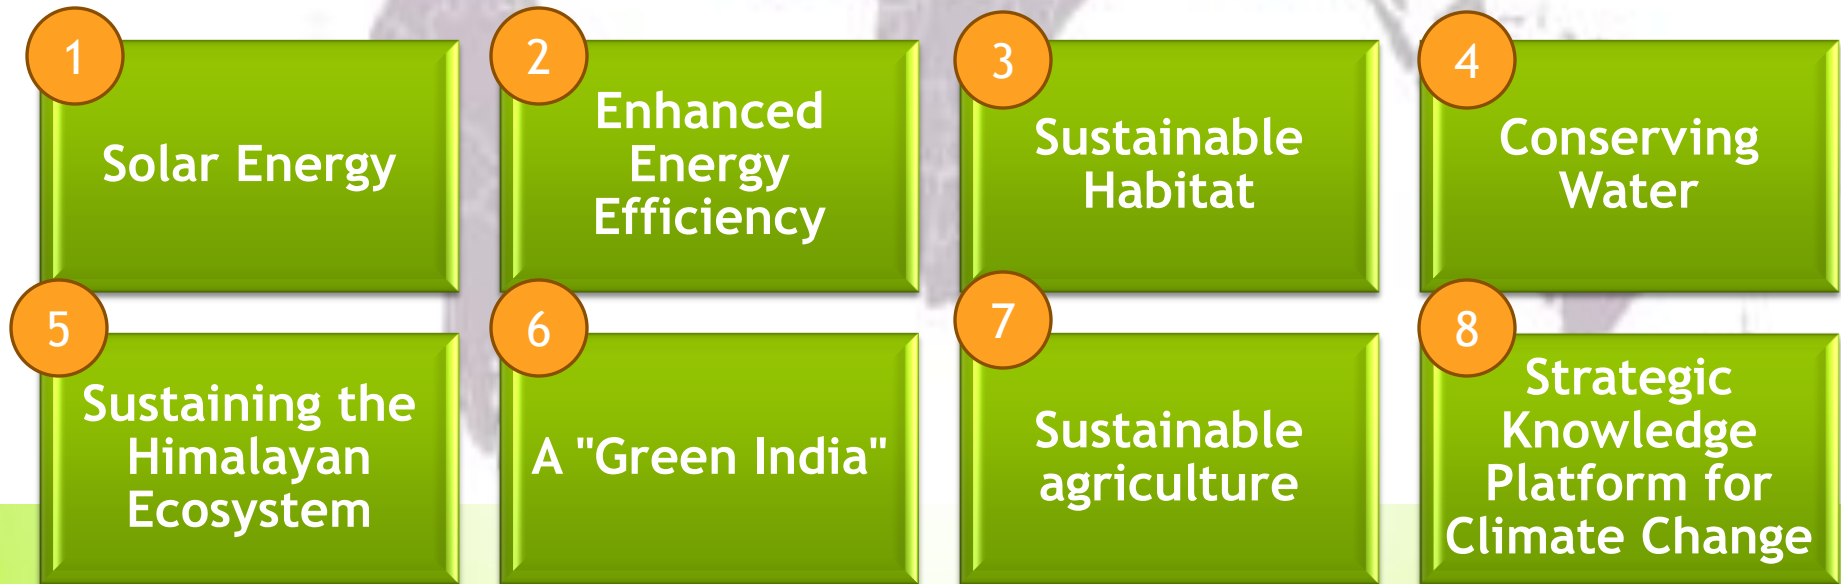 1
Solar Energy
2
Enhanced
Energy
Efficiency
3
Sustainable
Habitat
4
Conserving
Water
5
Sustaining the
Himalayan
Ecosystem
6
A "Green India"
7
Sustainable
agriculture
8
Strategic
Knowledge
Platform for
Climate Change